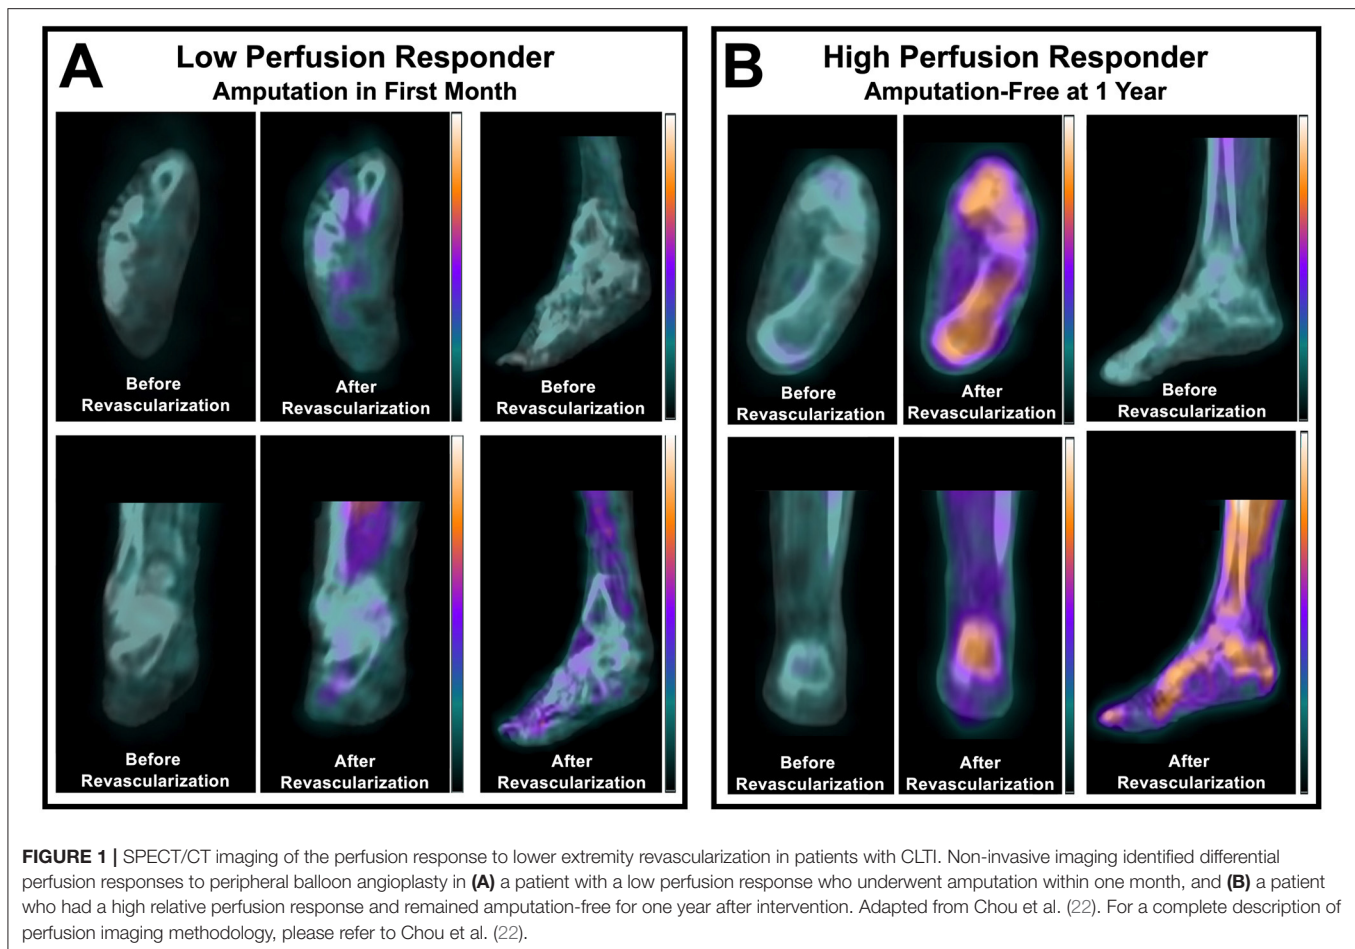 A
Low Perfusion Responder
Amputation in First Month
Before
Revascularization
After
Revascularization
Before
Revascularization
Before
Revascularization
After
Revascularization
After
Revascularization
B
High Perfusion Responder
Amputation-Free at 1 Year
Before
Revascularization
After
Revascularization
Before
Revascularization
Before
Revascularization
After
Revascularization
After
Revascularization
FIGURE 1 | SPECT/CT imaging of the perfusion response to lower extremity revascularization in patients with CLTI. Non-invasive imaging identified differential
perfusion responses to peripheral balloon angioplasty in (A) a patient with a low perfusion response who underwent amputation within one month, and (B) a patient
who had a high relative perfusion response and remained amputation-free for one year after intervention. Adapted from Chou et al. (22). For a complete description of
perfusion imaging methodology, please refer to Chou et al. (22).